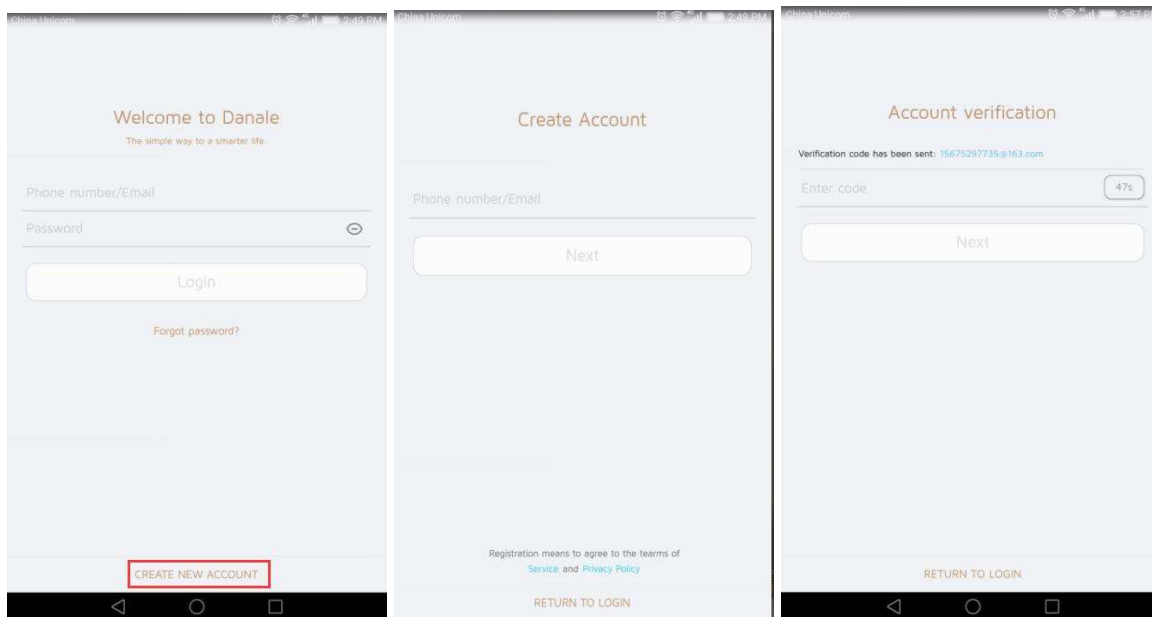 China Unicom 2:49 PM
Welcome to Danale
The simple way to a smarter life.
Phone number/Email
Password
Login
Forgot password?
CREATE NEW ACCOUNT
China Unicom 2:49 PM
Create Account
Phone number/Email
Next
Registration means to agree to the tearms of
Service and Privacy Policy
RETURN TO LOGIN
China Unicom 2:57 P
Account verification
Verification code has been sent: 15675297735@163.com
Enter code
47s
Next
RETURN TO LOGIN